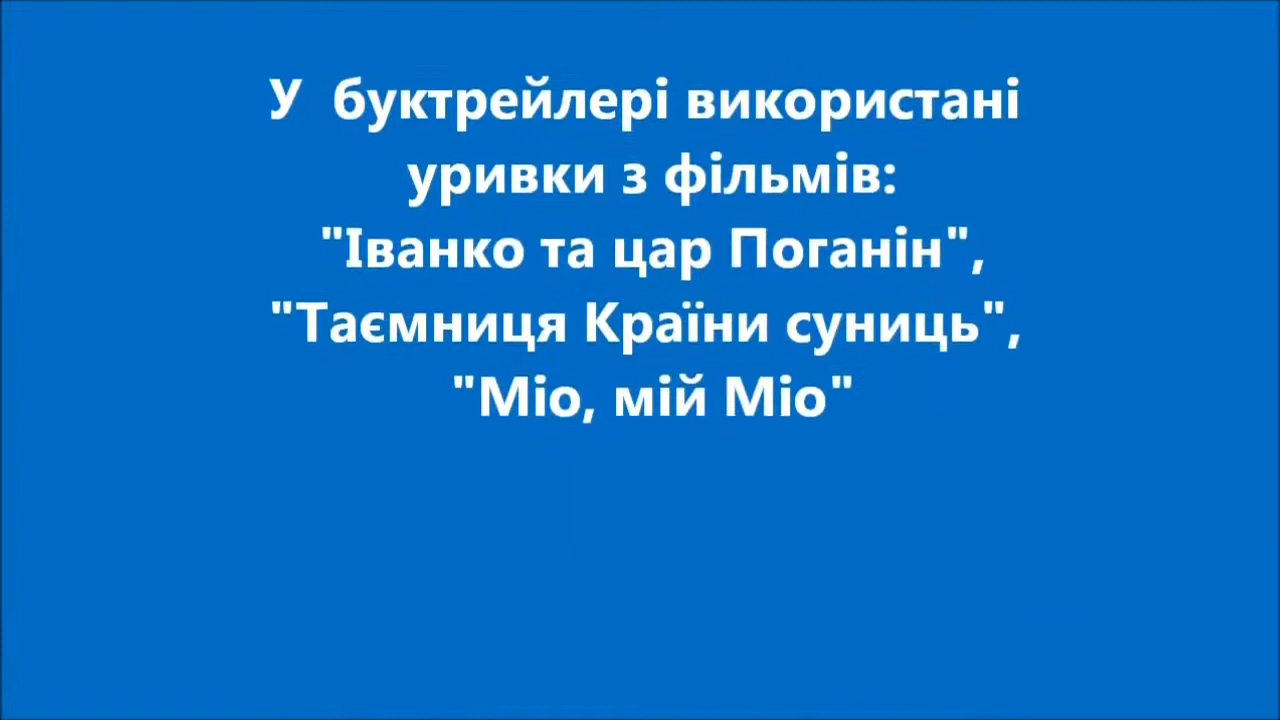 У буктрейлері використані
уривки з фільмів:
"Іванко та цар Поганін",
"Таємниця Країни суниць",
"Міо, мій Міо"